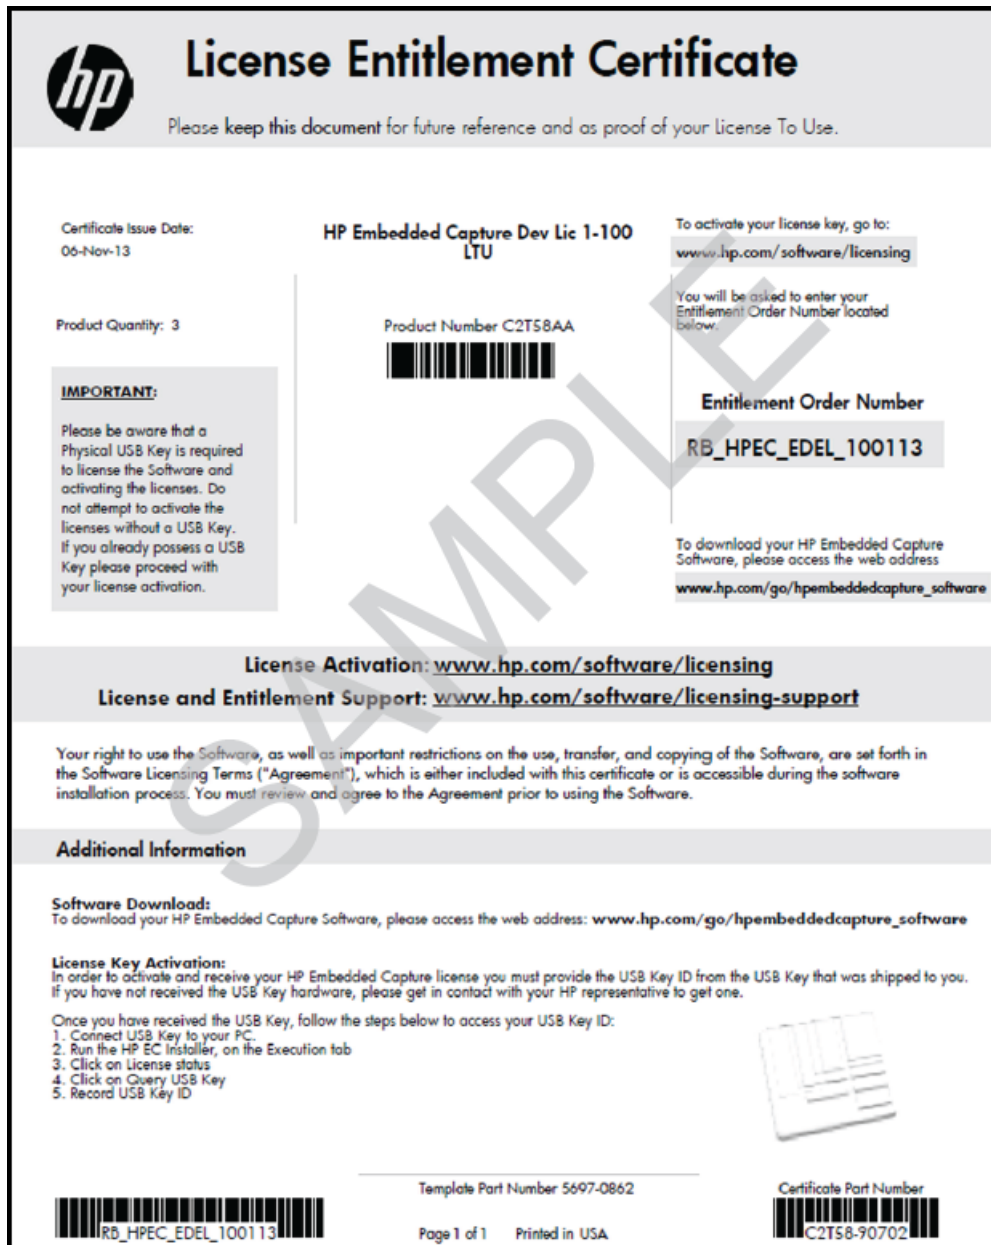 hp
License Entitlement Certificate
Please keep this document for future reference and as proof of your License To Use.
Certificate Issue Date:
06-Nov-13
Product Quantity: 3
IMPORTANT:
Please be aware that a
Physical USB Key is required
to license the Software and
activating the licenses. Do
not attempt to activate the
licenses without a USB Key.
If you already possess a USB
Key please proceed with
your license activation.
HP Embedded Capture Dev Lic 1-100
LTU
Product Number C2T58AA
To activate your license key, go to:
www.hp.com/software/licensing
You will be asked to enter your
Entitlement Order Number located
below.
Entitlement Order Number
RB_HPEC_EDEL_100113
To download your HP Embedded Capture
Software, please access the web address
www.hp.com/go/hpembeddedcapture_software
SAMPLE
License Activation: www.hp.com/software/licensing
License and Entitlement Support: www.hp.com/software/licensing-support
Your right to use the Software, as well as important restrictions on the use, transfer, and copying of the Software, are set forth in
the Software Licensing Terms ("Agreement"), which is either included with this certificate or is accessible during the software
installation process. You must review and agree to the Agreement prior to using the Software.
Additional Information
Software Download:
To download your HP Embedded Capture Software, please access the web address: www.hp.com/go/hpembeddedcapture_software
License Key Activation:
In order to activate and receive your HP Embedded Capture license you must provide the USB Key ID from the USB Key that was shipped to you.
If you have not received the USB Key hardware, please get in contact with your HP representative to get one.
Once you have received the USB Key, follow the steps below to access your USB Key ID:
1. Connect USB Key to your PC.
2. Run the HP EC Installer, on the Execution tab
3. Click on License status
4. Click on Query USB Key
5. Record USB Key ID
RB_HPEC_EDEL_100113
Template Part Number 5697-0862
Page 1 of 1 Printed in USA
Certificate Part Number
C2T58-90702